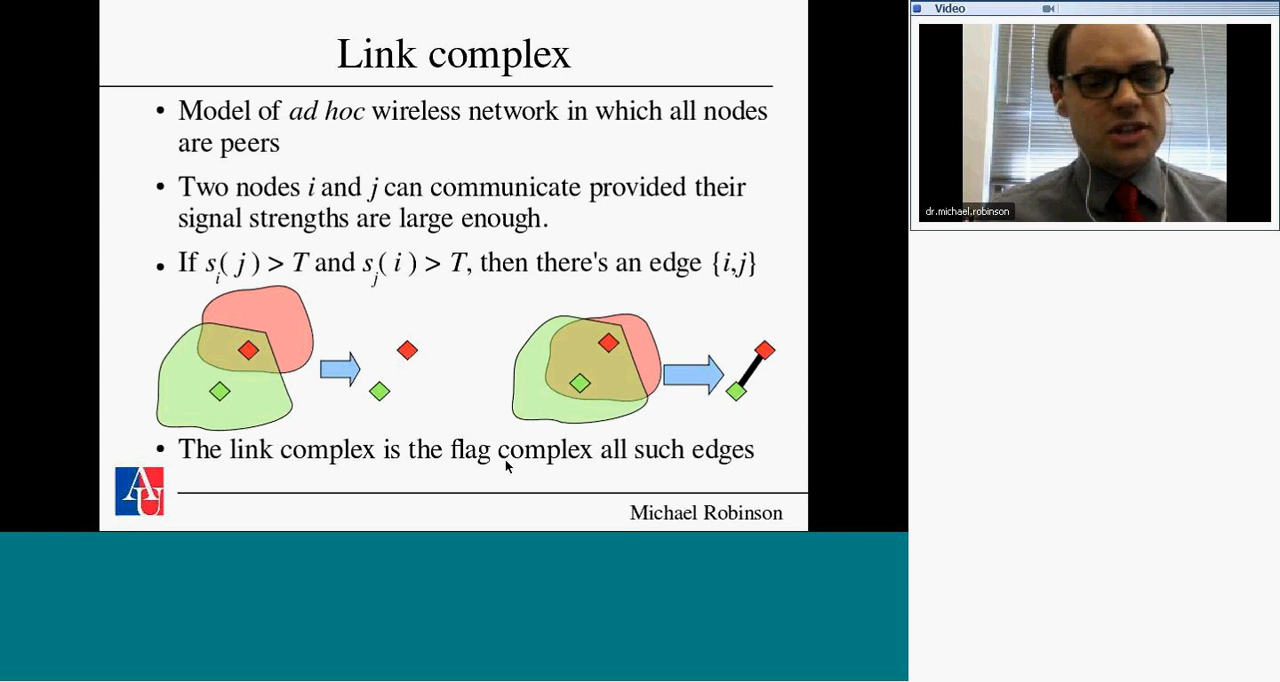 Link complex
• Model of ad hoc wireless network in which all nodes
are peers
• Two nodes i and j can communicate provided their
signal strengths are large enough.
• If sᵢ( j ) > T and sⱼ( i ) > T, then there's an edge {i,j}
• The link complex is the flag complex all such edges
AU
Michael Robinson
Video
dr.michael.robinson